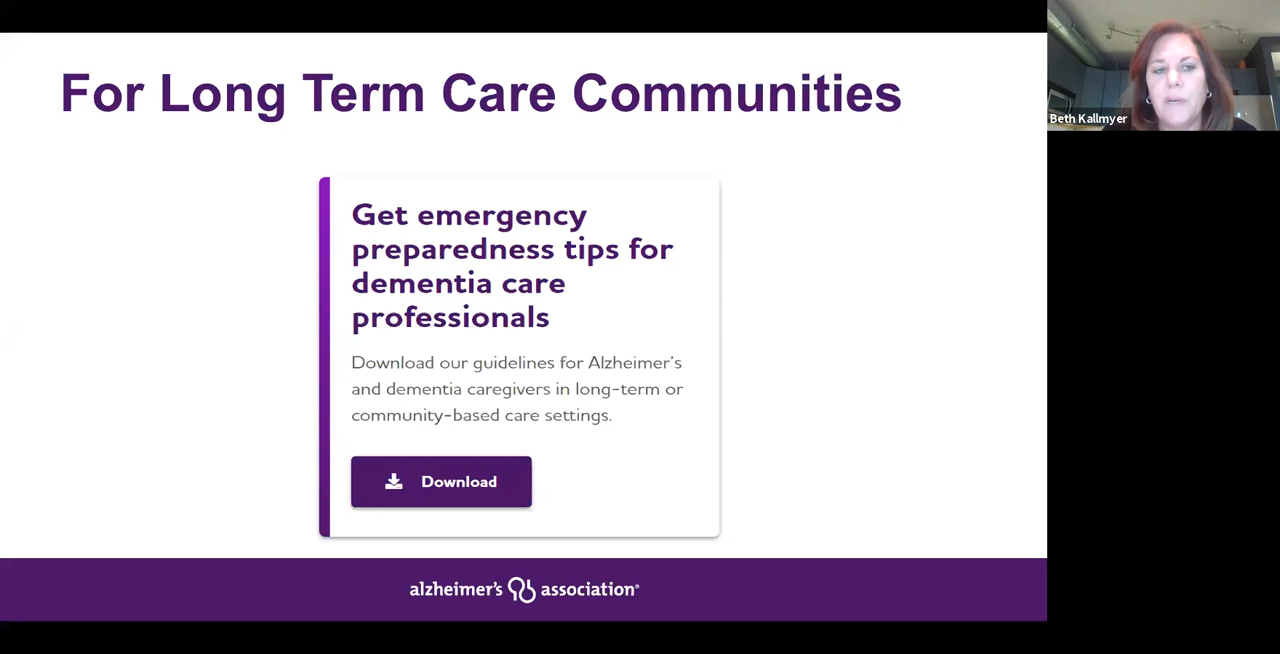 For Long Term Care Communities
Beth Kallmyer
Get emergency
preparedness tips for
dementia care
professionals
Download our guidelines for Alzheimer's
and dementia caregivers in long-term or
community-based care settings.
Download
alzheimer's association®